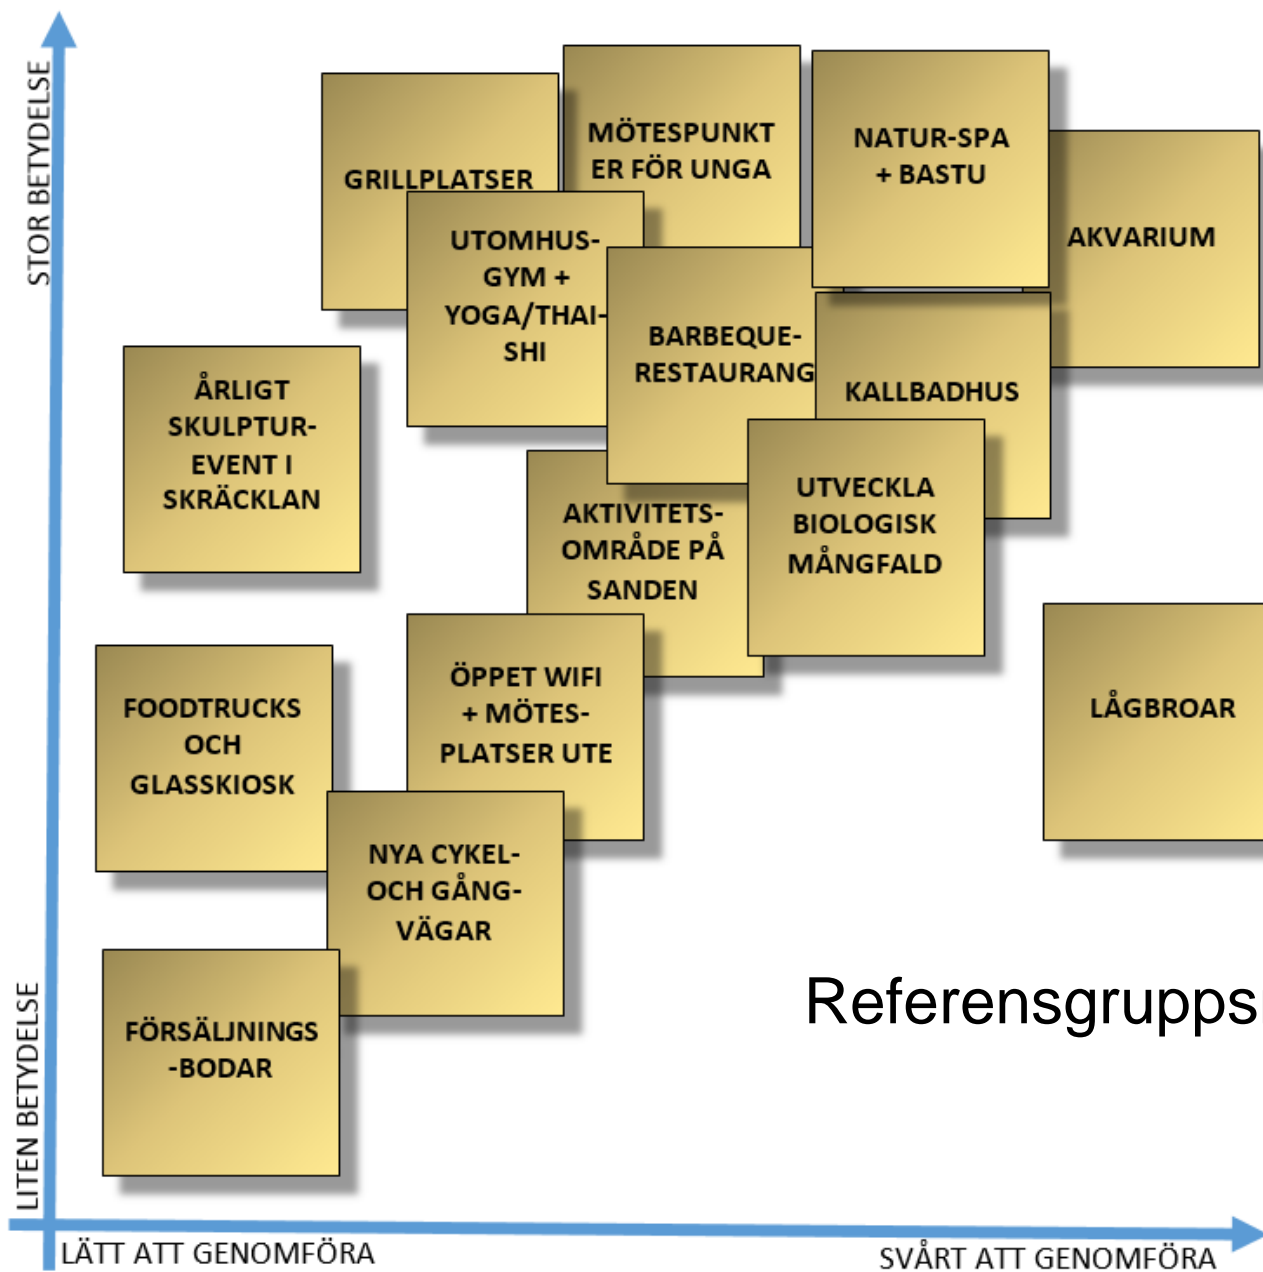 STOR BETYDELSE
LITEN BETYDELSE
GRILLPLATSER
MÖTESPUNKT
ER FÖR UNGA
NATUR-SPA
+ BASTU
AKVARIUM
UTOMHUS-
GYM +
YOGA/THAI-
SHI
BARBEQUE-
RESTAURANG
KALLBADHUS
ÅRLIGT
SKULPTUR-
EVENT I
SKRÄCKLAN
AKTIVITETS-
OMRÅDE PÅ
SANDEN
UTVECKLA
BIOLOGISK
MÅNGFALD
FOODTRUCKS
OCH
GLASSKIOSK
ÖPPET WIFI
+ MÖTES-
PLATSER UTE
LÅGBROAR
NYA CYKEL-
OCH GÅNG-
VÄGAR
FÖRSÄLJNINGS
-BODAR
Referensgrupps
LÄTT ATT GENOMFÖRA
SVÅRT ATT GENOMFÖRA